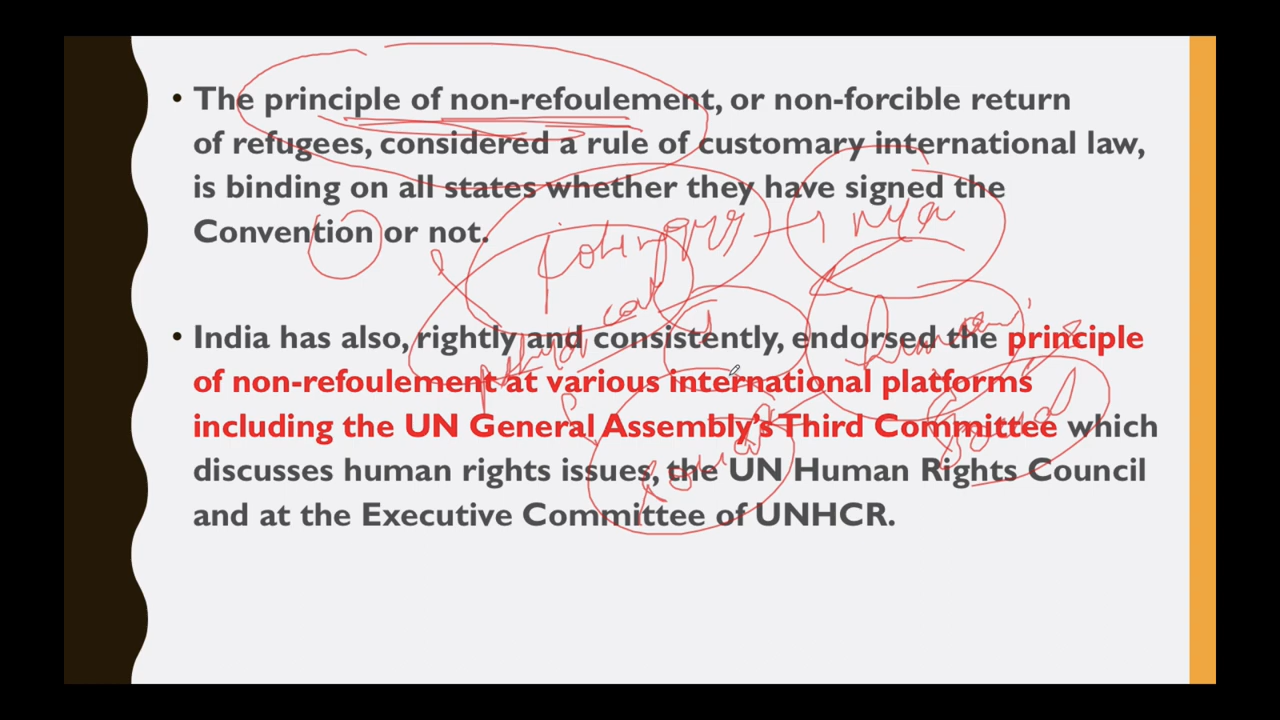 • The principle of non-refoulement, or non-forcible return
of refugees, considered a rule of customary international law,
is binding on all states whether they have signed the
Convention or not.
• India has also, rightly and consistently, endorsed the principle
of non-refoulement at various international platforms
including the UN General Assembly's Third Committee which
discusses human rights issues, the UN Human Rights Council
and at the Executive Committee of UNHCR.